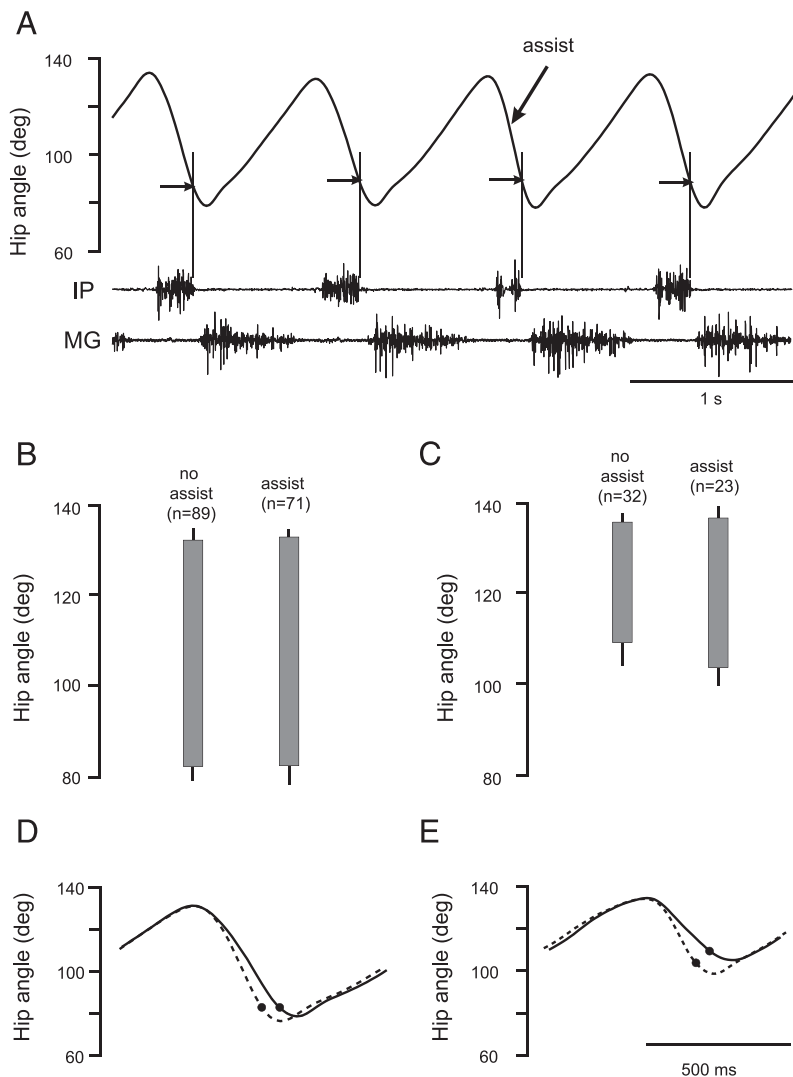 A
assist
Hip angle (deg)
140
100
60
IP
MG
1 s
B
no
assist
(n=89)
assist
(n=71)
Hip angle (deg)
140
120
100
80
C
no
assist
(n=32)
assist
(n=23)
Hip angle (deg)
140
120
100
80
D
Hip angle (deg)
140
100
60
E
Hip angle (deg)
140
100
60
500 ms